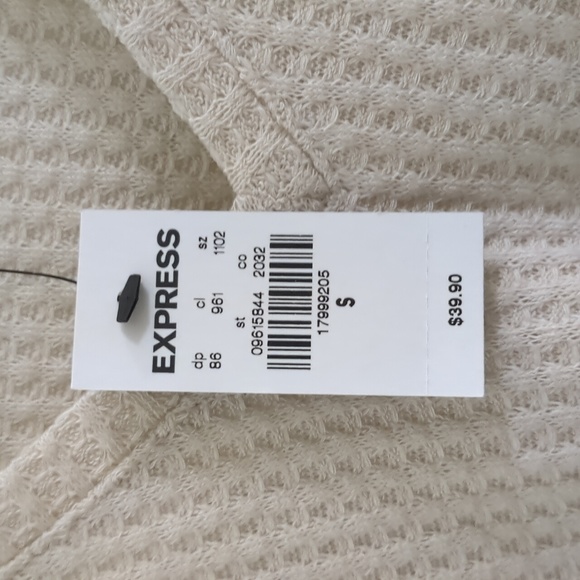 EXPRESS
dp cl sz
86 961 1102
st co
09615844 2032
17999205
$
$39.90